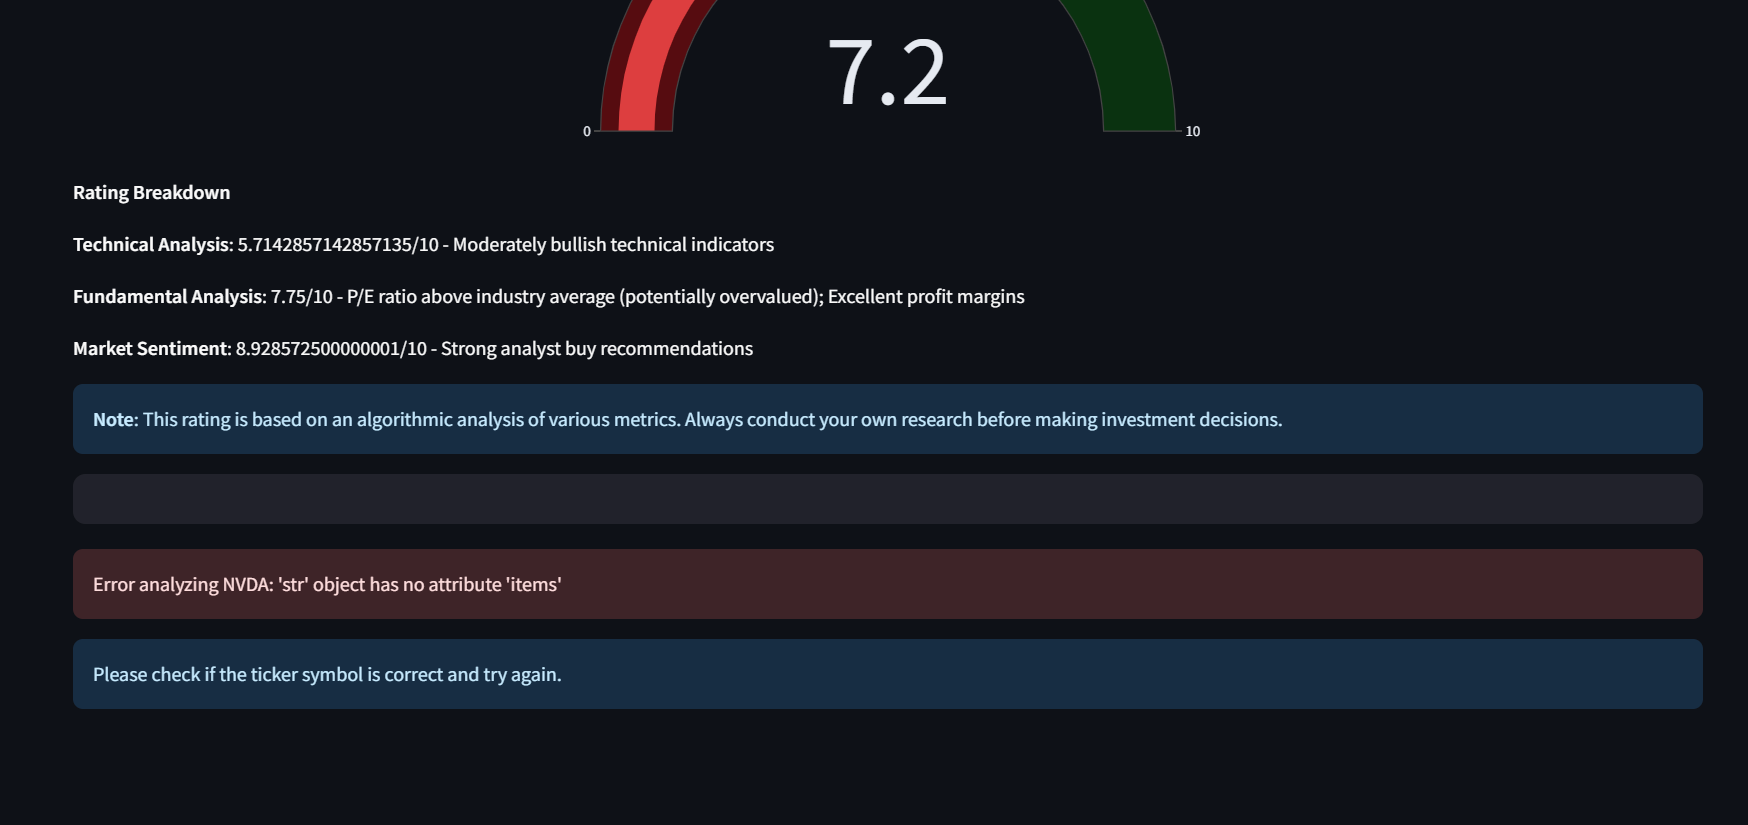 7.2
0
10
Rating Breakdown
Technical Analysis: 5.7142857142857135/10 - Moderately bullish technical indicators
Fundamental Analysis: 7.75/10 - P/E ratio above industry average (potentially overvalued); Excellent profit margins
Market Sentiment: 8.928572500000001/10 - Strong analyst buy recommendations
Note: This rating is based on an algorithmic analysis of various metrics. Always conduct your own research before making investment decisions.
Error analyzing NVDA: 'str' object has no attribute 'items'
Please check if the ticker symbol is correct and try again.